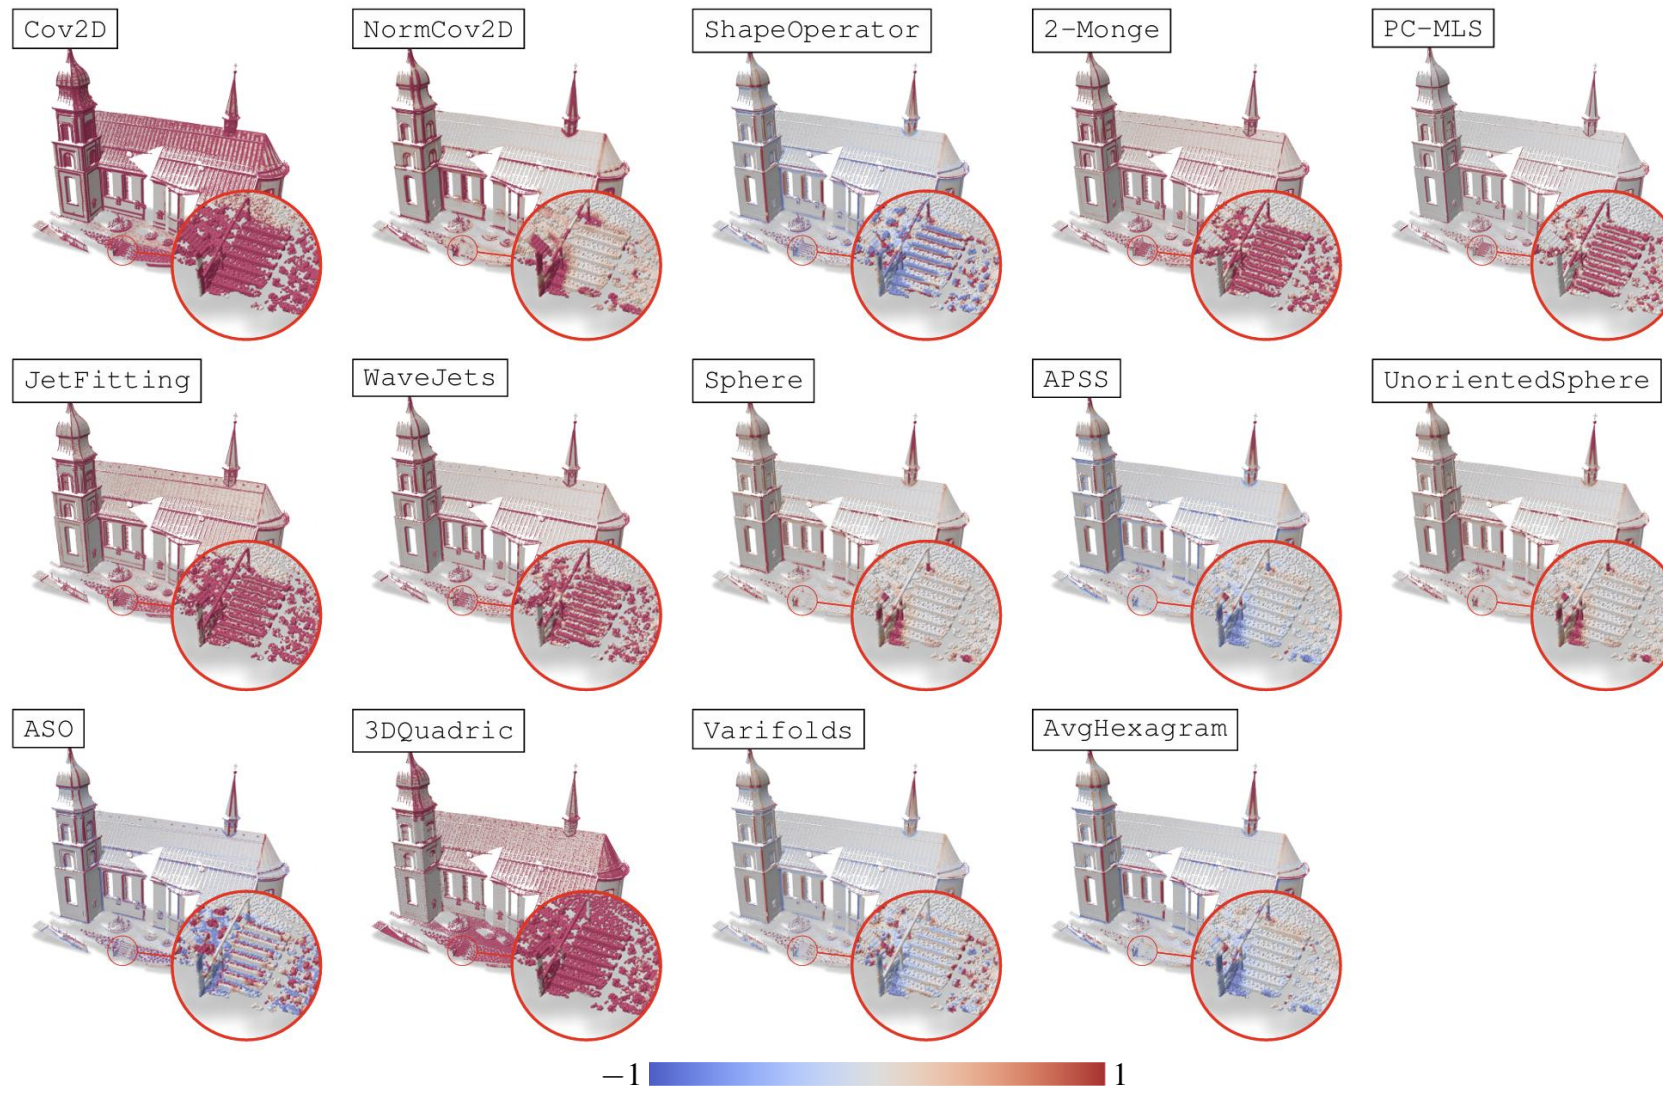 Cov2D
NormCov2D
ShapeOperator
2-Monge
PC-MLS
JetFitting
WaveJets
Sphere
APSS
UnorientedSphere
ASO
3DQuadric
Varifolds
AvgHexagram
−1
1